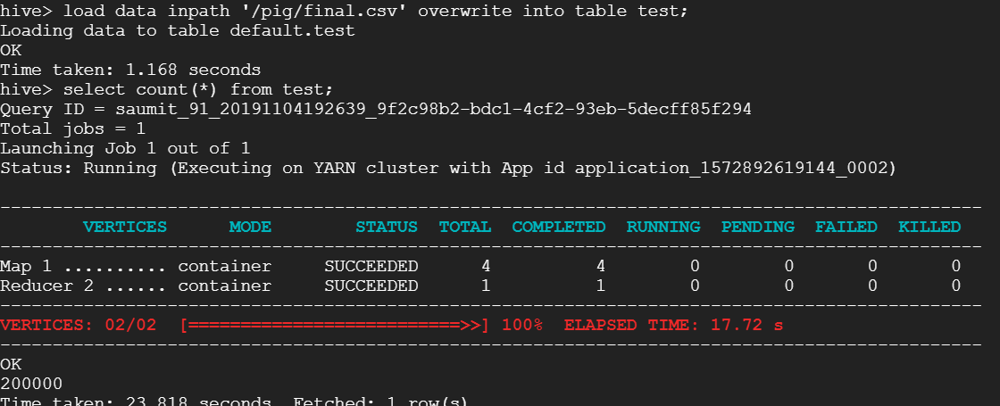 hive> load data inpath '/pig/final.csv' overwrite into table test;
Loading data to table default.test
OK
Time taken: 1.168 seconds
hive> select count(*) from test;
Query ID = saumit_91_20191104192639_9f2c98b2-bdc1-4cf2-93eb-5decff85f294
Total jobs = 1
Launching Job 1 out of 1
Status: Running (Executing on YARN cluster with App id application_1572892619144_0002)
----------------------------------------------------------------------------------------------
        VERTICES      MODE        STATUS  TOTAL  COMPLETED  RUNNING  PENDING  FAILED  KILLED
----------------------------------------------------------------------------------------------
Map 1 .......... container     SUCCEEDED      4          4        0        0       0       0
Reducer 2 ...... container     SUCCEEDED      1          1        0        0       0       0
----------------------------------------------------------------------------------------------
VERTICES: 02/02  [==========================>>] 100%  ELAPSED TIME: 17.72 s
----------------------------------------------------------------------------------------------
OK
200000
Time taken: 23.818 seconds, Fetched: 1 row(s)